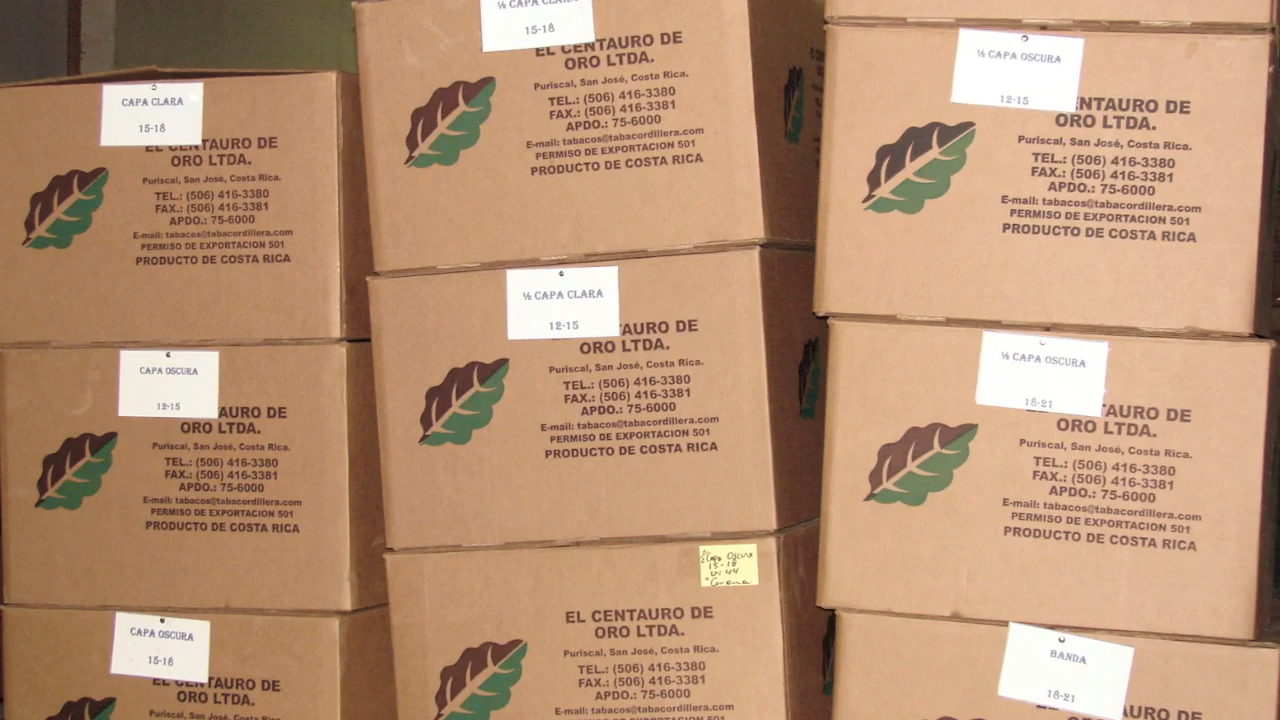 CAPA CLARA
15-18
EL CENTAURO DE
ORO LTDA.
Puriscal, San José, Costa Rica.
TEL.: (506) 416-3380
FAX.: (506) 416-3381
APDO.: 75-6000
E-mail: tabacos@tabacordillera.com
PERMISO DE EXPORTACION 501
PRODUCTO DE COSTA RICA
CAPA OSCURA
12-15
DE
ORO LTDA.
Puriscal, San José, Costa Rica.
TEL.: (506) 416-3380
FAX.: (506) 416-3381
APDO.: 75-6000
E-mail: tabacos@tabacordillera.com
PERMISO DE EXPORTACION 501
PRODUCTO DE COSTA RICA
CAPA OSCURA
15-18
EL CENTAURO DE
ORO LTDA.
Puriscal, San José, Costa Rica.
½ CAPA CLARA
15-18
EL CENTAURO DE
ORO LTDA.
Puriscal, San José, Costa Rica.
TEL.: (506) 416-3380
FAX.: (506) 416-3381
APDO.: 75-6000
E-mail: tabacos@tabacordillera.com
PERMISO DE EXPORTACION 501
PRODUCTO DE COSTA RICA
½ CAPA CLARA
12-15
TAURO DE
ORO LTDA.
Puriscal, San José, Costa Rica.
TEL.: (506) 416-3380
FAX.: (506) 416-3381
APDO.: 75-6000
E-mail: tabacos@tabacordillera.com
PERMISO DE EXPORTACION 501
PRODUCTO DE COSTA RICA
Capa Oscura
15-18
EL CENTAURO DE
ORO LTDA.
Puriscal, San José, Costa Rica.
TEL.: (506) 416-3380
FAX.: (506) 416-3381
APDO.: 75-6000
E-mail: tabacos@tabacordillera.com
½ CAPA OSCURA
12-15
ENTAURO DE
ORO LTDA.
Puriscal, San José, Costa Rica.
TEL.: (506) 416-3380
FAX.: (506) 416-3381
APDO.: 75-6000
E-mail: tabacos@tabacordillera.com
PERMISO DE EXPORTACION 501
PRODUCTO DE COSTA RICA
½ CAPA OSCURA
18-21
TAURO DE
ORO LTDA.
Puriscal, San José, Costa Rica.
TEL.: (506) 416-3380
FAX.: (506) 416-3381
APDO.: 75-6000
E-mail: tabacos@tabacordillera.com
PERMISO DE EXPORTACION 501
PRODUCTO DE COSTA RICA
BANDA
18-21
AURO DE